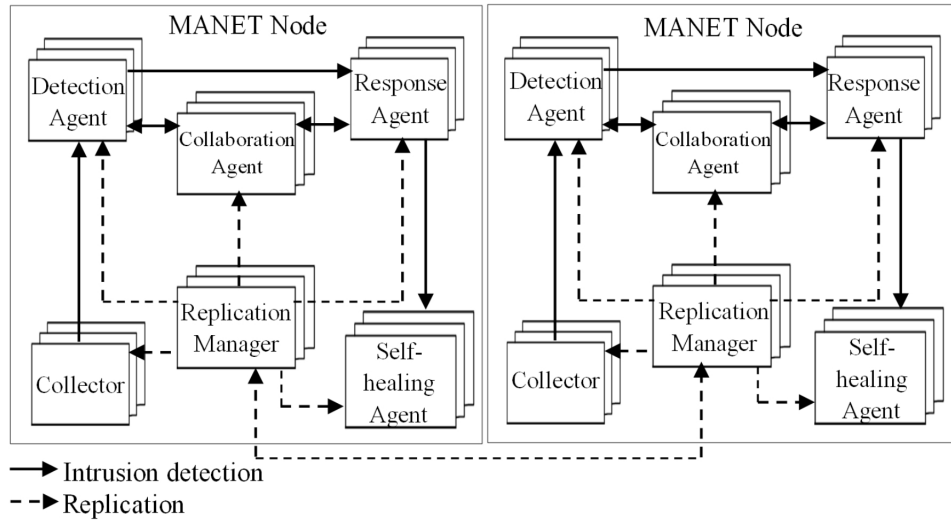 MANET Node
Detection
Agent
Response
Agent
Collaboration
Agent
Replication
Manager
Collector
Self-
healing
Agent
MANET Node
Detection
Agent
Response
Agent
Collaboration
Agent
Replication
Manager
Collector
Self-
healing
Agent
Intrusion detection
Replication